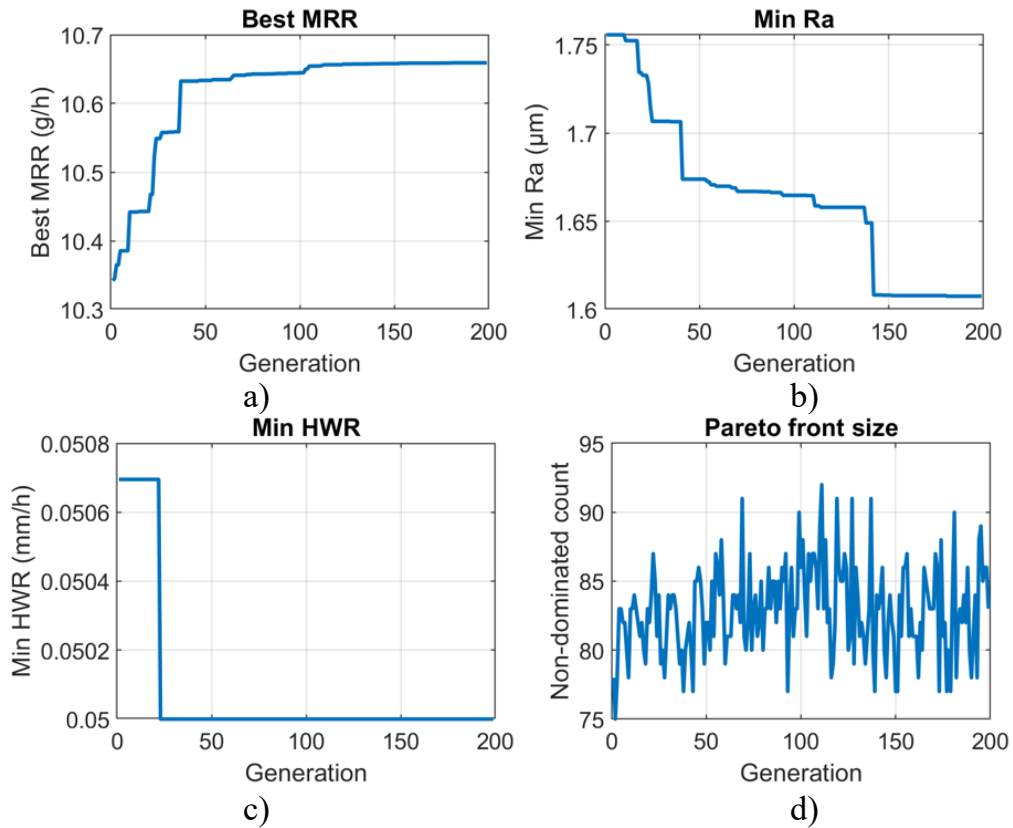 Best MRR
Best MRR (g/h)
10.7
10.6
10.5
10.4
10.3
0
50
100
150
200
Generation
a)
Min Ra
Min Ra (μm)
1.75
1.7
1.65
1.6
0
50
100
150
200
Generation
b)
Min HWR
Min HWR (mm/h)
0.0508
0.0506
0.0504
0.0502
0.05
0
50
100
150
200
Generation
c)
Pareto front size
Non-dominated count
95
90
85
80
75
0
50
100
150
200
Generation
d)